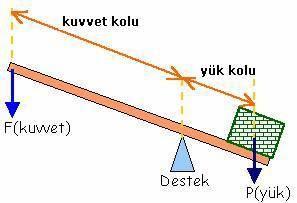 kuvvet kolu
yük kolu
F(kuvvet)
Destek
P(yük)